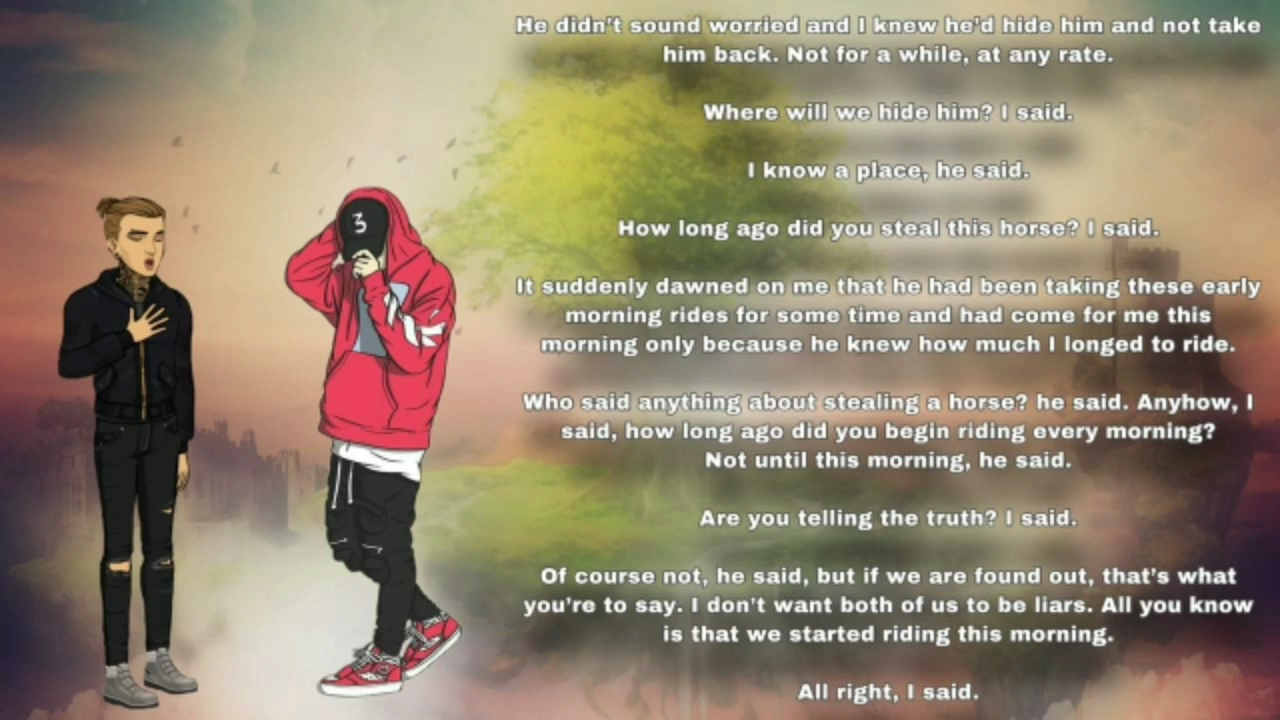 He didn't sound worried and I knew he'd hide him and not take
him back. Not for a while, at any rate.
Where will we hide him? I said.
I know a place, he said.
How long ago did you steal this horse? I said.
It suddenly dawned on me that he had been taking these early
morning rides for some time and had come for me this
morning only because he knew how much I longed to ride.
Who said anything about stealing a horse? he said. Anyhow, I
said, how long ago did you begin riding every morning?
Not until this morning, he said.
Are you telling the truth? I said.
Of course not, he said, but if we are found out, that's what
you're to say. I don't want both of us to be liars. All you know
is that we started riding this morning.
All right, I said.
3